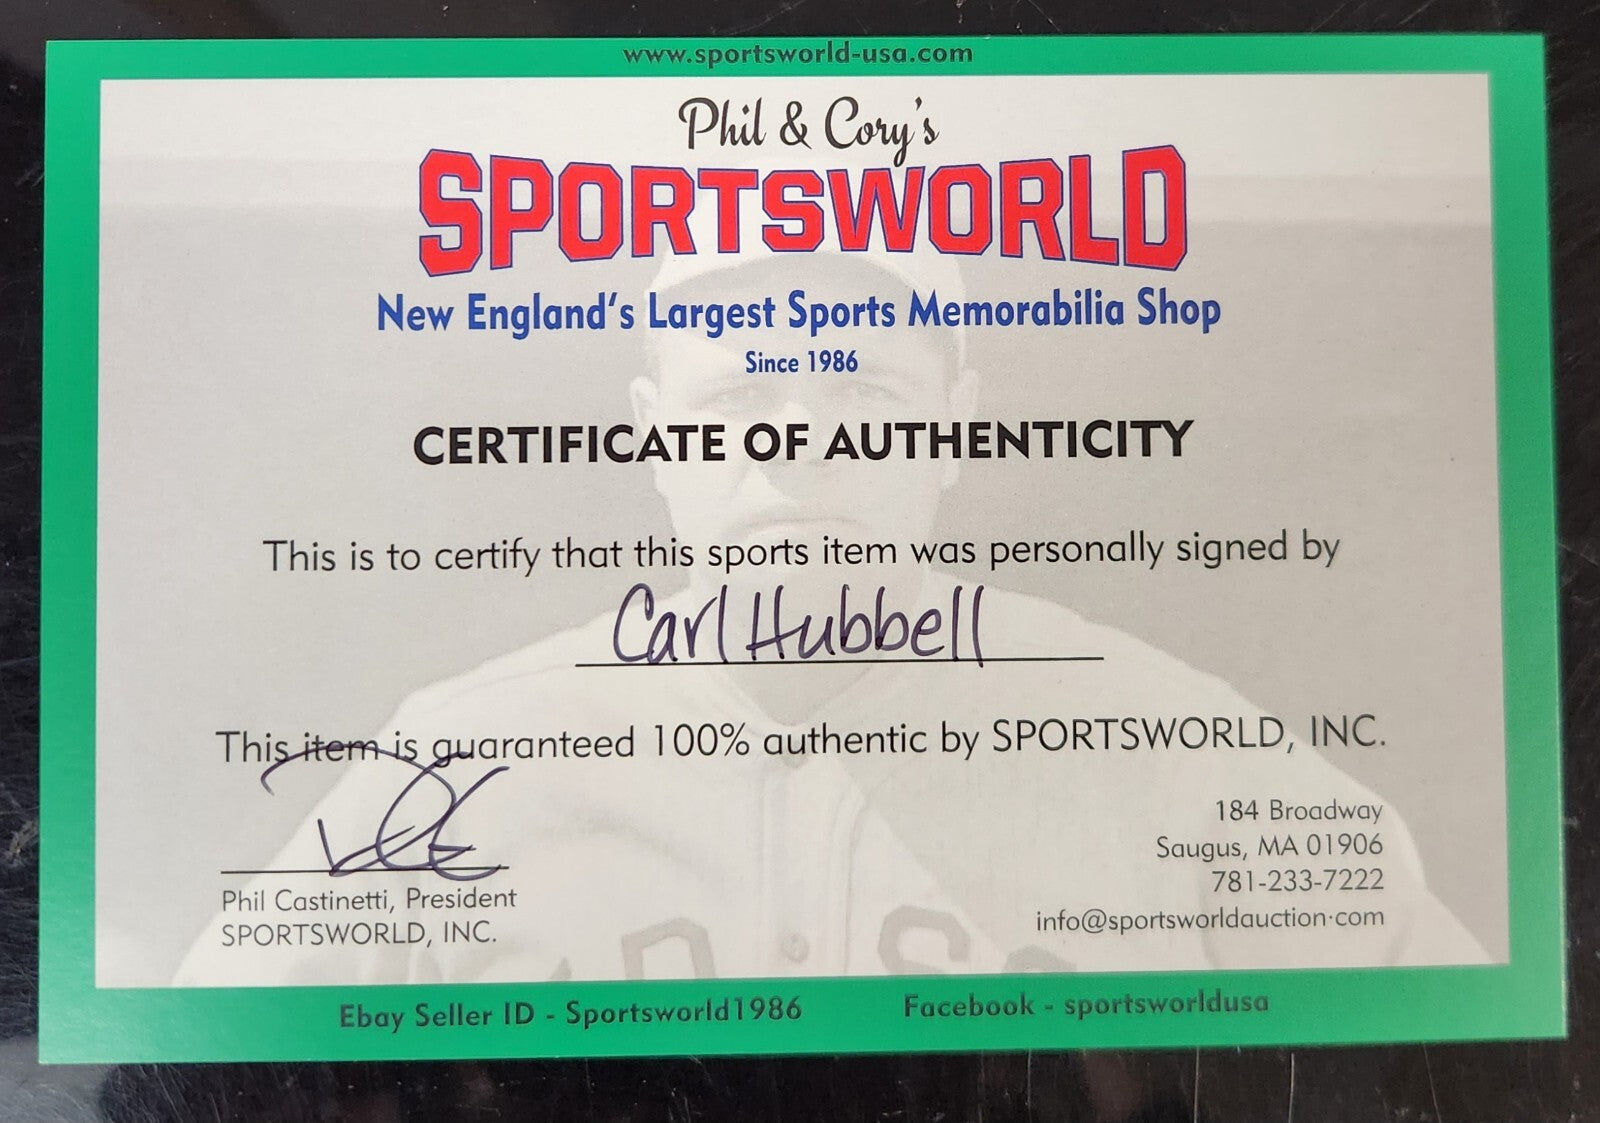 www.sportsworld-usa.com
Phil & Cory's
SPORTSWORLD
New England's Largest Sports Memorabilia Shop
Since 1986
CERTIFICATE OF AUTHENTICITY
This is to certify that this sports item was personally signed by
Carl Hubbell
This item is guaranteed 100% authentic by SPORTSWORLD, INC.
Phil Castinetti, President
SPORTSWORLD, INC.
184 Broadway
Saugus, MA 01906
781-233-7222
info@sportsworldauction·com
Ebay Seller ID - Sportsworld1986
Facebook - sportsworldusa